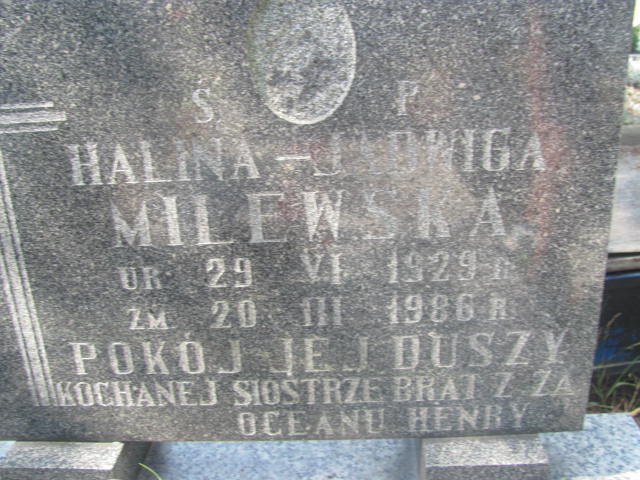 Ś P
HALINA-JADWIGA
MILEWSKA
UR 29 VI 1929 R
ZM 20 III 1986 R
POKÓJ JEJ DUSZY
KOCHANEJ SIOSTRZE BRAT Z ZA
OCEANU HENRY